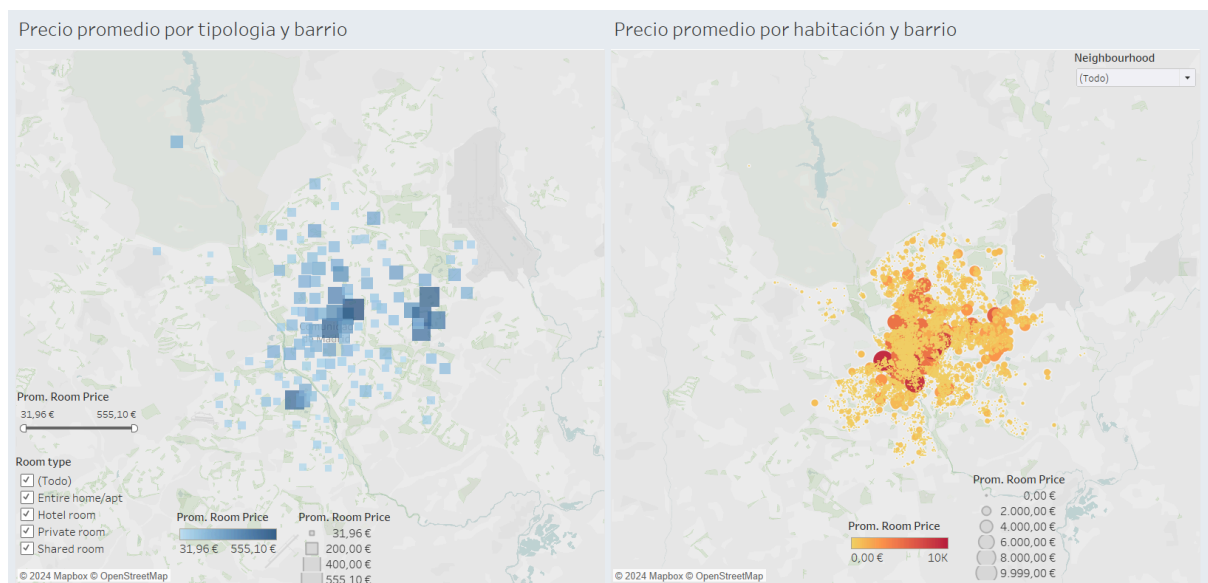 Precio promedio por tipologia y barrio
Prom. Room Price
31,96 € 555,10 €
Room type
(Todo)
Entire home/apt
Hotel room
Private room
Shared room
Prom. Room Price
31,96 € 555,10 €
Prom. Room Price
31,96 €
200,00 €
400,00 €
555,10 €
© 2024 Mapbox © OpenStreetMap
Precio promedio por habitación y barrio
Neighbourhood
(Todo)
Prom. Room Price
0,00 €
2.000,00 €
4.000,00 €
6.000,00 €
8.000,00 €
9.999,00 €
Prom. Room Price
0,00 € 10K
© 2024 Mapbox © OpenStreetMap